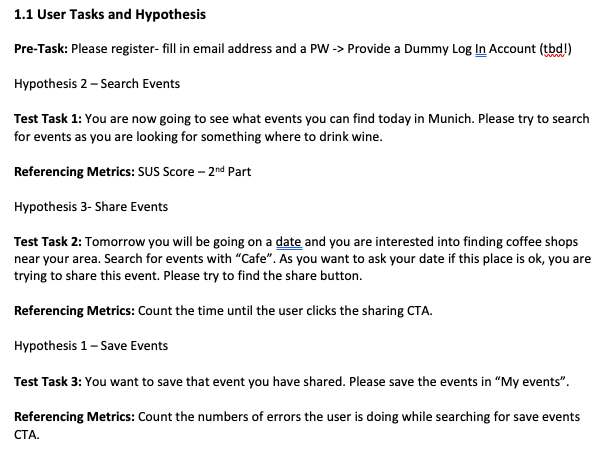 1.1 User Tasks and Hypothesis
Pre-Task: Please register- fill in email address and a PW -> Provide a Dummy Log In Account (tbd!)
Hypothesis 2 – Search Events
Test Task 1: You are now going to see what events you can find today in Munich. Please try to search
for events as you are looking for something where to drink wine.
Referencing Metrics: SUS Score – 2nd Part
Hypothesis 3- Share Events
Test Task 2: Tomorrow you will be going on a date and you are interested into finding coffee shops
near your area. Search for events with “Cafe”. As you want to ask your date if this place is ok, you are
trying to share this event. Please try to find the share button.
Referencing Metrics: Count the time until the user clicks the sharing CTA.
Hypothesis 1 – Save Events
Test Task 3: You want to save that event you have shared. Please save the events in “My events”.
Referencing Metrics: Count the numbers of errors the user is doing while searching for save events
CTA.